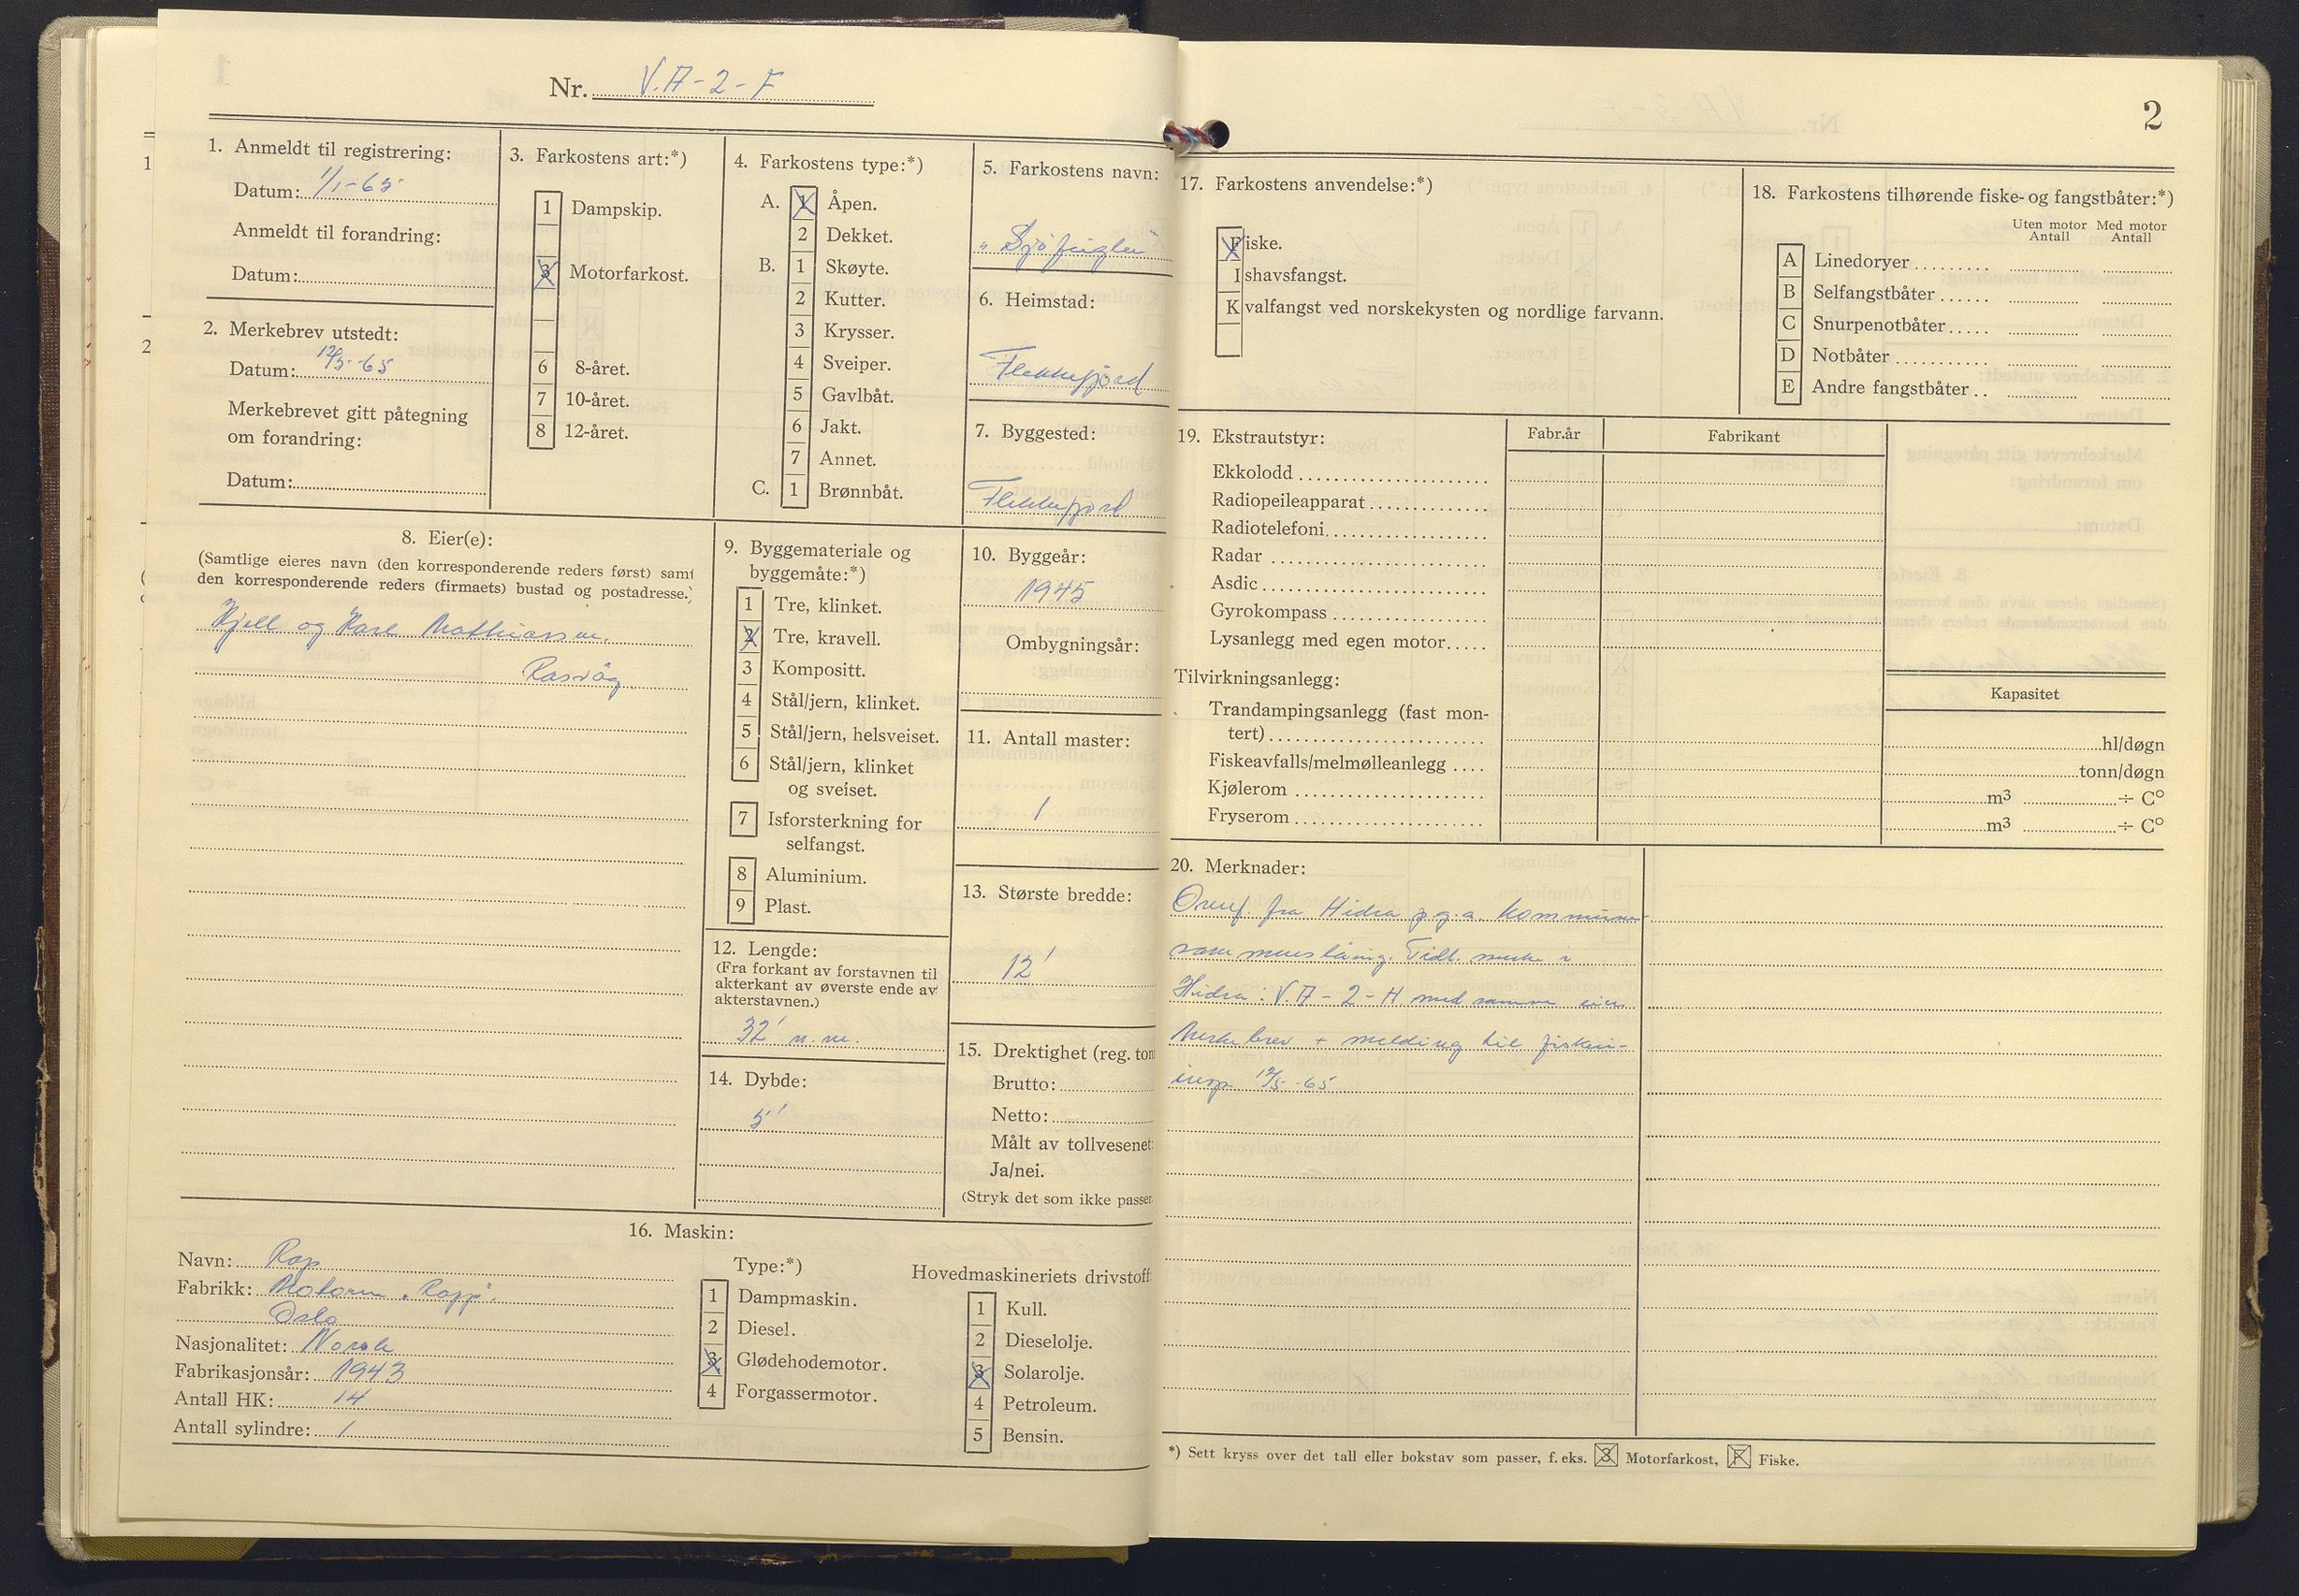 Nr. V.A-2-F
1. Anmeldt til registrering:
Datum: 1/1-65
Anmeldt til forandring:
Datum:
2. Merkebrev utstedt:
Datum: 12/5-65
Merkebrevet gitt påtegning
om forandring:
Datum:
3. Farkostens art:*)
1 Dampskip.
3 Motorfarkost.
6 8-året.
7 10-året.
8 12-året.
4. Farkostens type:*)
A. 1 Åpen.
2 Dekket.
B. 1 Skøyte.
2 Kutter.
3 Krysser.
4 Sveiper.
5 Gavlbåt.
6 Jakt.
7 Annet.
C. 1 Brønnbåt.
5. Farkostens navn:
"Sjøfuglen"
6. Heimstad:
Flekkefjord
7. Byggested:
Flekkefjord
8. Eier(e):
(Samtlige eieres navn (den korresponderende reders først) samt
den korresponderende reders (firmaets) bustad og postadresse.)
Kjell og Karl Mathiassen.
Rasvåg.
9. Byggemateriale og
byggemåte:*)
1 Tre, klinket.
2 Tre, kravell.
3 Kompositt.
4 Stål/jern, klinket.
5 Stål/jern, helsveiset.
6 Stål/jern, klinket
og sveiset.
7 Isforsterkning for
selfangst.
8 Aluminium.
9 Plast.
10. Byggeår:
1945
Ombygningsår:
11. Antall master:
1
12. Lengde:
(Fra forkant av forstavnen til
akterkant av øverste ende av
akterstavnen.)
32' n.m.
13. Største bredde:
12'
14. Dybde:
5'
15. Drektighet (reg. ton
Brutto:
Netto:
Målt av tollvesenet:
Ja/nei.
(Stryk det som ikke passer
16. Maskin:
Navn: Rap
Fabrikk: Motoren "Rapp".
Oslo
Nasjonalitet: Norsk
Fabrikasjonsår: 1943
Antall HK: 14
Antall sylindre: 1
Type:*)
1 Dampmaskin.
2 Diesel.
3 Glødehodemotor.
4 Forgassermotor.
Hovedmaskineriets drivstoff:
1 Kull.
2 Dieselolje.
3 Solarolje.
4 Petroleum.
5 Bensin.
2
17. Farkostens anvendelse:*)
Fiske.
Ishavsfangst.
Kvalfangst ved norskekysten og nordlige farvann.
18. Farkostens tilhørende fiske- og fangstbåter:*)
Uten motor Med motor
Antall Antall
A Linedoryer
B Selfangstbåter
C Snurpenotbåter
D Notbåter
E Andre fangstbåter
19. Ekstrautstyr: Fabr.år Fabrikant
Ekkolodd
Radiopeileapparat
Radiotelefoni
Radar
Asdic
Gyrokompass
Lysanlegg med egen motor
Tilvirkningsanlegg:
Kapasitet
Trandampingsanlegg (fast mon-
tert) hl/døgn
Fiskeavfalls/melmølleanlegg tonn/døgn
Kjølerom m³ ÷ C°
Fryserom m³ ÷ C°
20. Merknader:
Overf. fra Hidra p.g.a. kommune-
sammenslåing. Tidl. merke i
Hidra: V.A-2-H med samme eier.
Merkebrev + melding til fiskeri-
insp. 12/5-65
*) Sett kryss over det tall eller bokstav som passer, f. eks. 3 Motorfarkost, F Fiske.